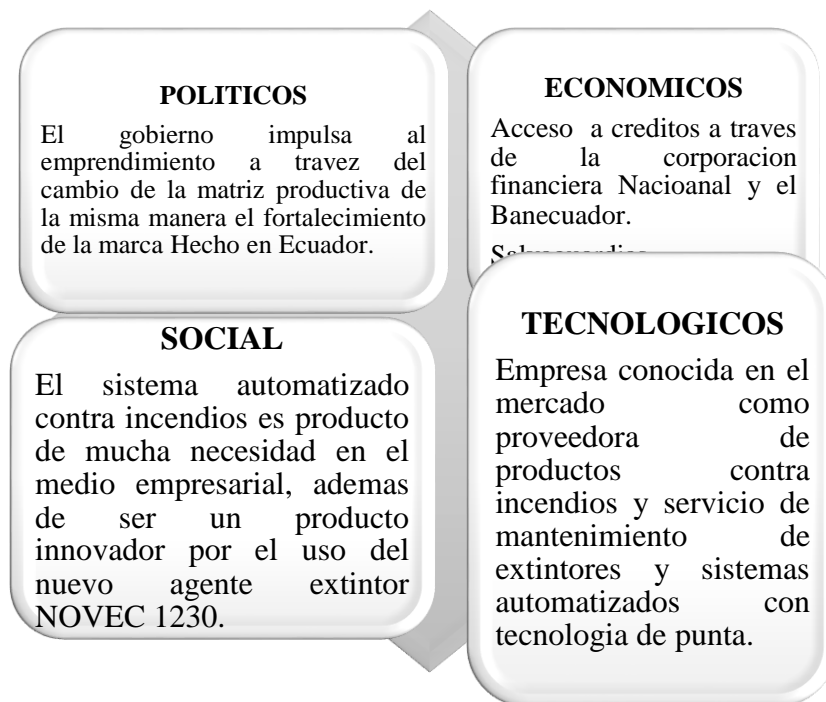 POLITICOS
El gobierno impulsa al
emprendimiento a travez del
cambio de la matriz productiva de
la misma manera el fortalecimiento
de la marca Hecho en Ecuador.
ECONOMICOS
Acceso a creditos a traves
de la corporacion
financiera Nacioanal y el
Banecuador.
SOCIAL
El sistema automatizado
contra incendios es producto
de mucha necesidad en el
medio empresarial, ademas
de ser un producto
innovador por el uso del
nuevo agente extintor
NOVEC 1230.
TECNOLOGICOS
Empresa conocida en el
mercado como
proveedora de
productos contra
incendios y servicio de
mantenimiento de
extintores y sistemas
automatizados con
tecnologia de punta.